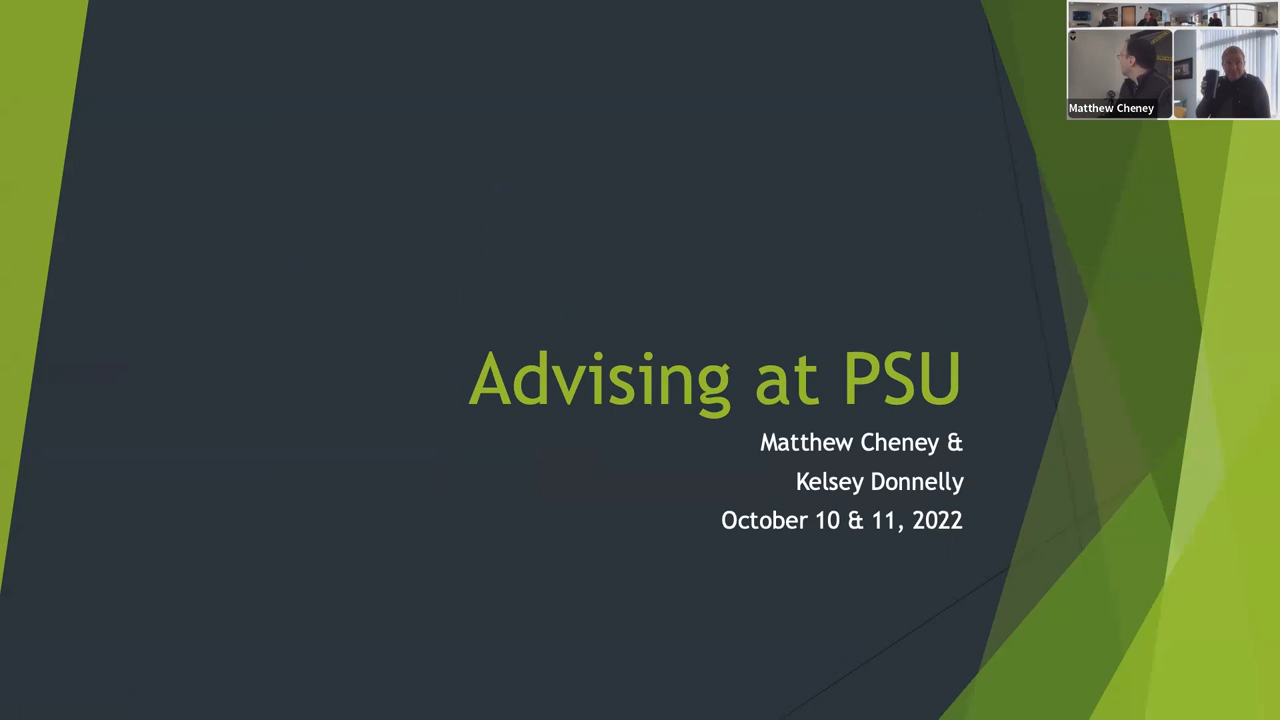 Matthew Cheney
Advising at PSU
Matthew Cheney &
Kelsey Donnelly
October 10 & 11, 2022